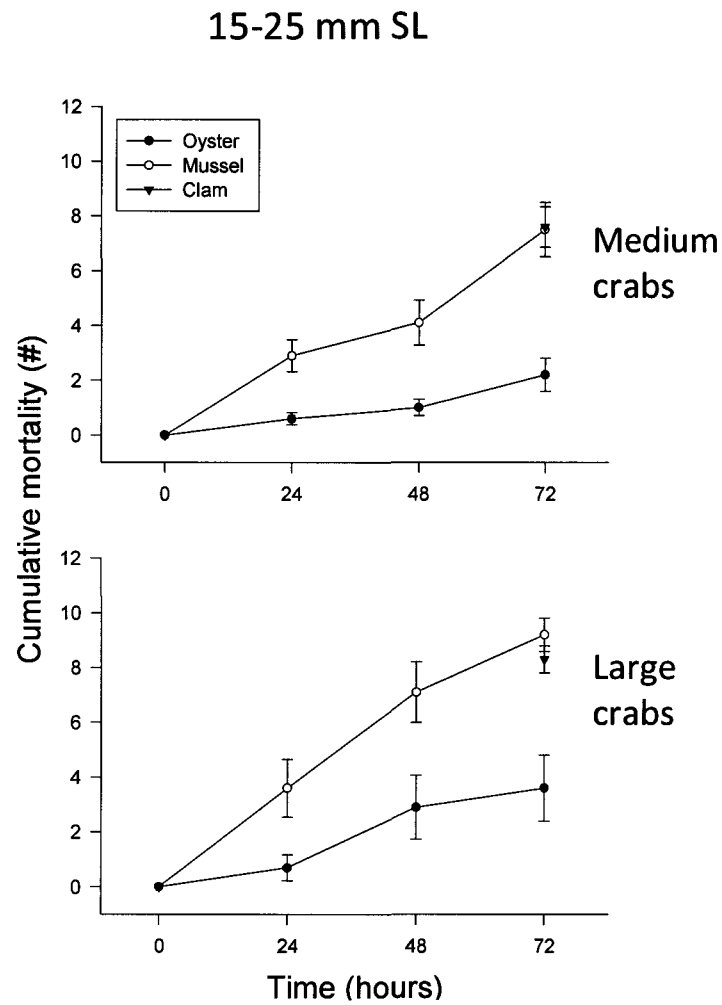 15-25 mm SL
12
10
8
6
4
2
0
Oyster
Mussel
Clam
Medium
crabs
0 24 48 72
Cumulative mortality (#)
12
10
8
6
4
2
0
Large
crabs
0 24 48 72
Time (hours)